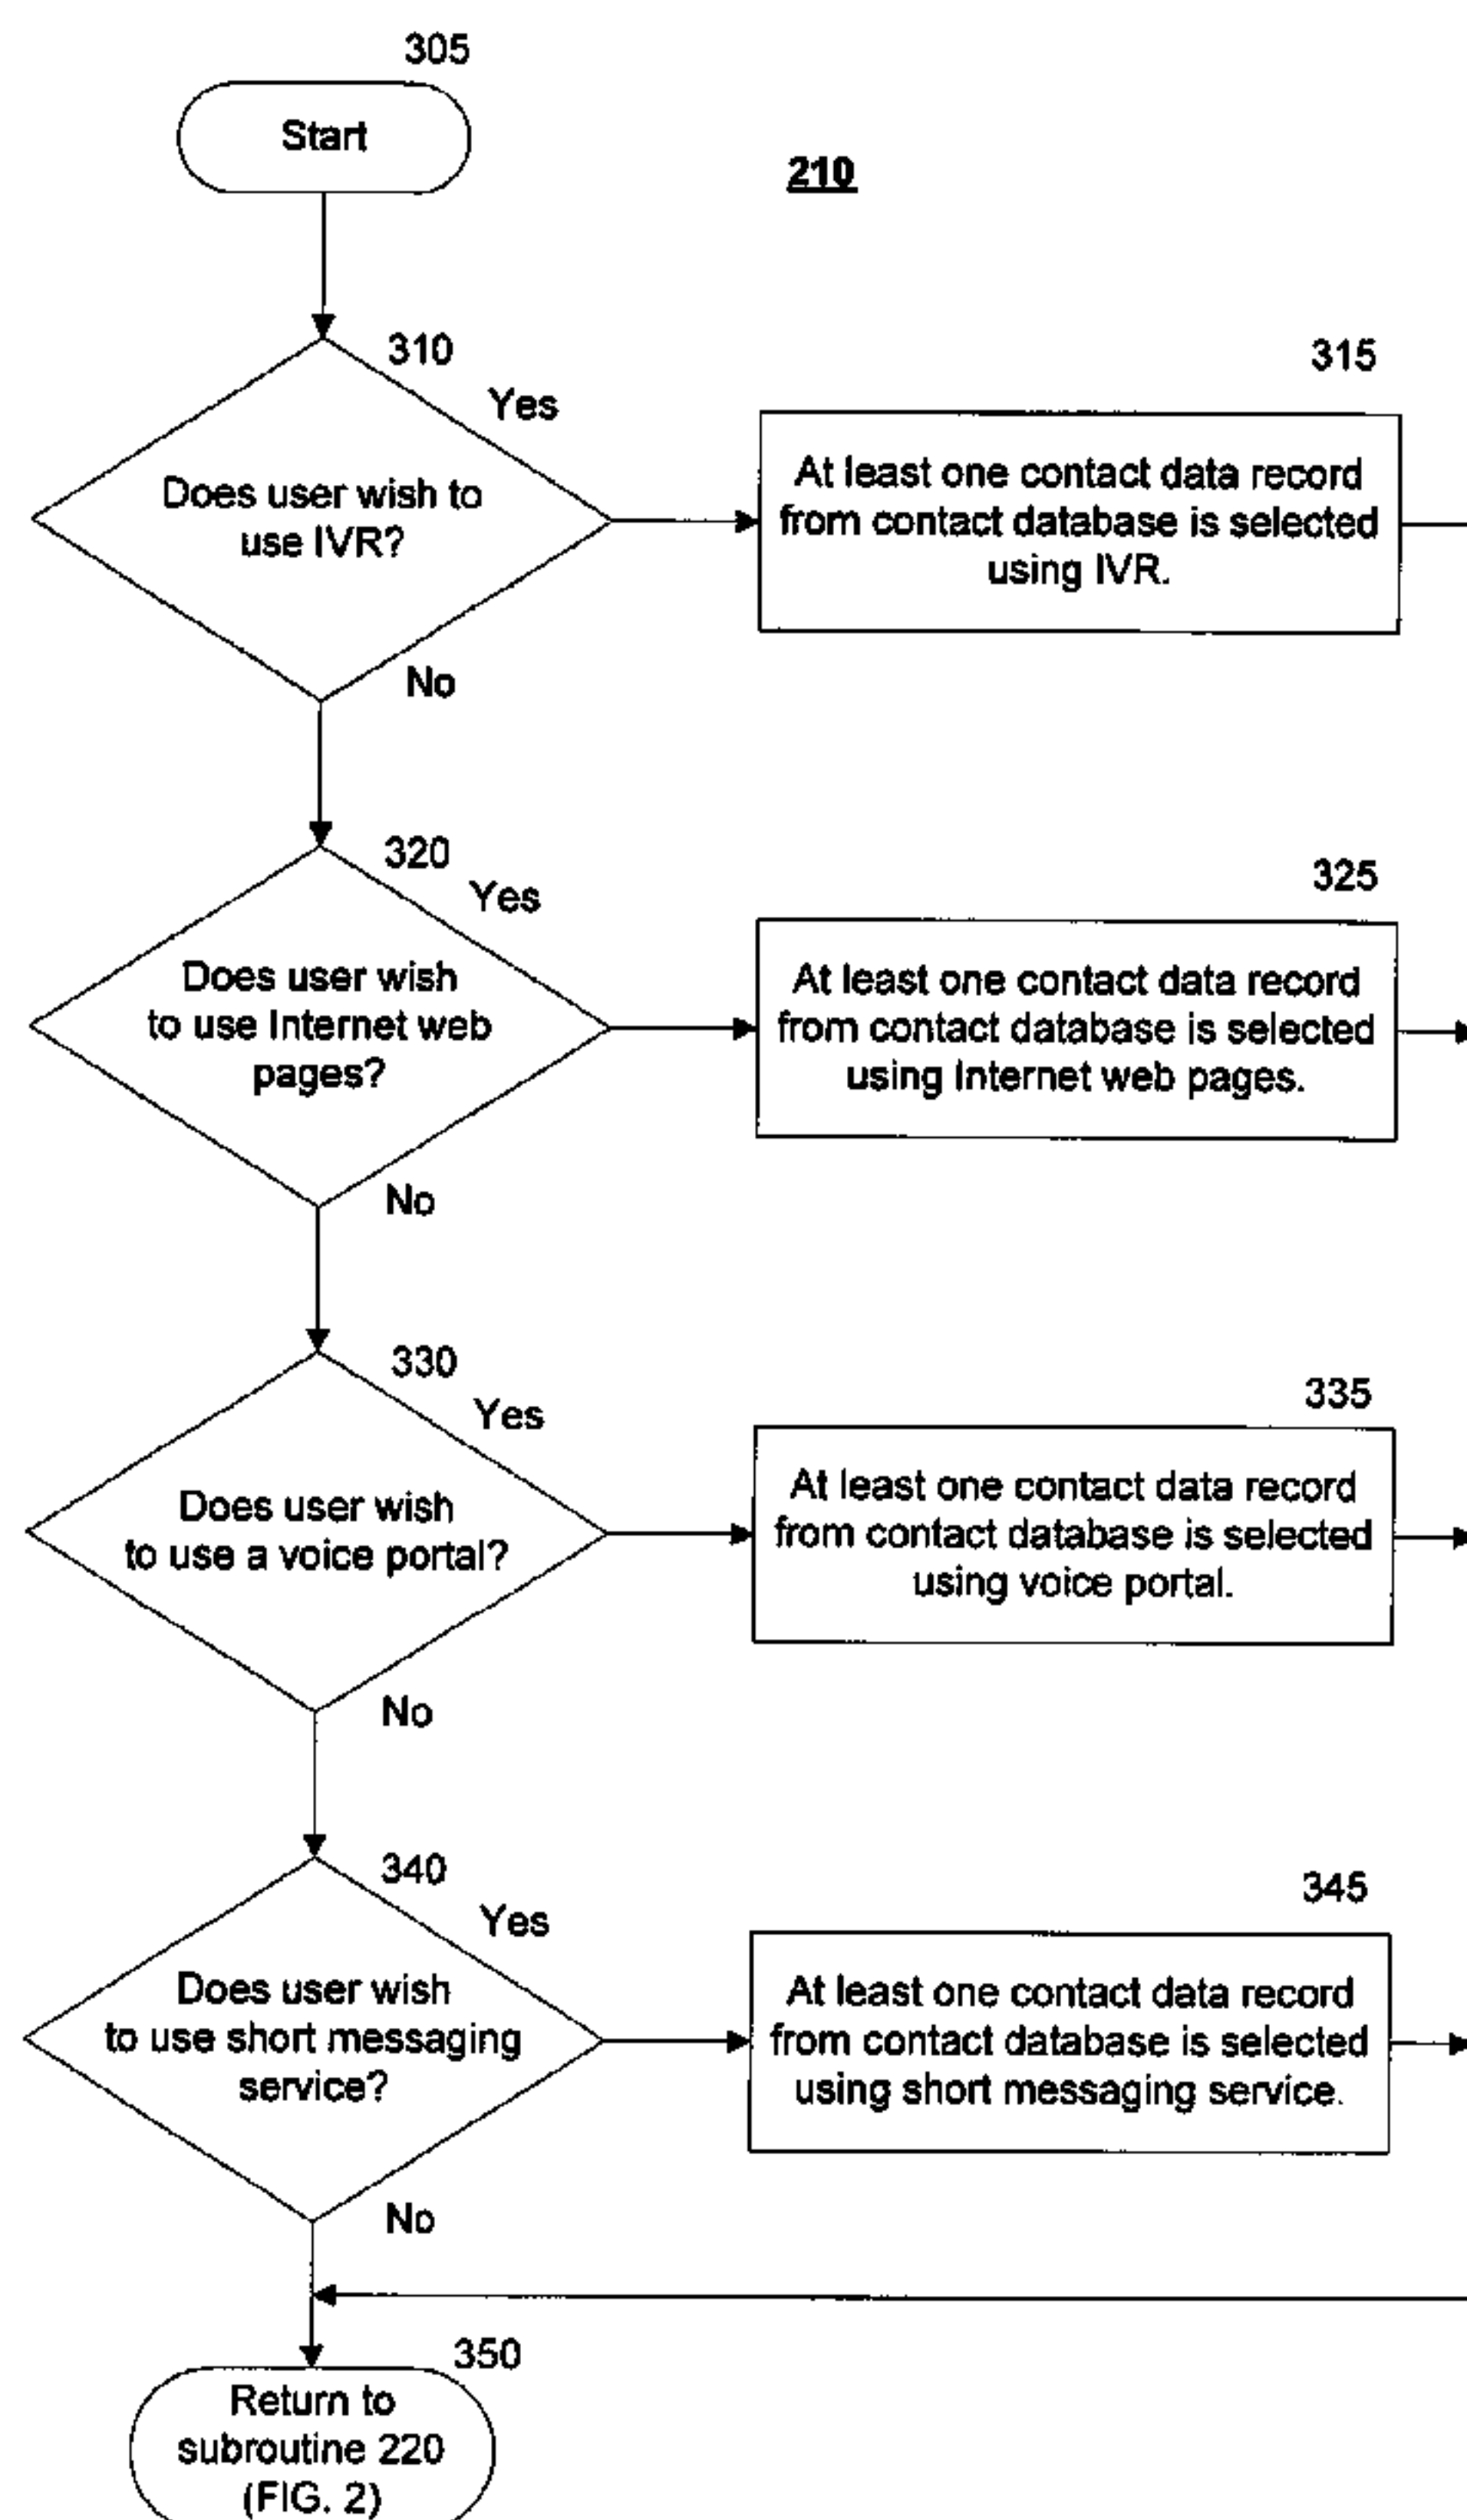 305
Start
210
310
Yes
Does user wish to
use IVR?
No
315
At least one contact data record
from contact database is selected
using IVR.
320
Yes
Does user wish
to use Internet web
pages?
No
325
At least one contact data record
from contact database is selected
using Internet web pages.
330
Yes
Does user wish
to use a voice portal?
No
335
At least one contact data record
from contact database is selected
using voice portal.
340
Yes
Does user wish
to use short messaging
service?
No
345
At least one contact data record
from contact database is selected
using short messaging service.
350
Return to
subroutine 220
(FIG. 2)